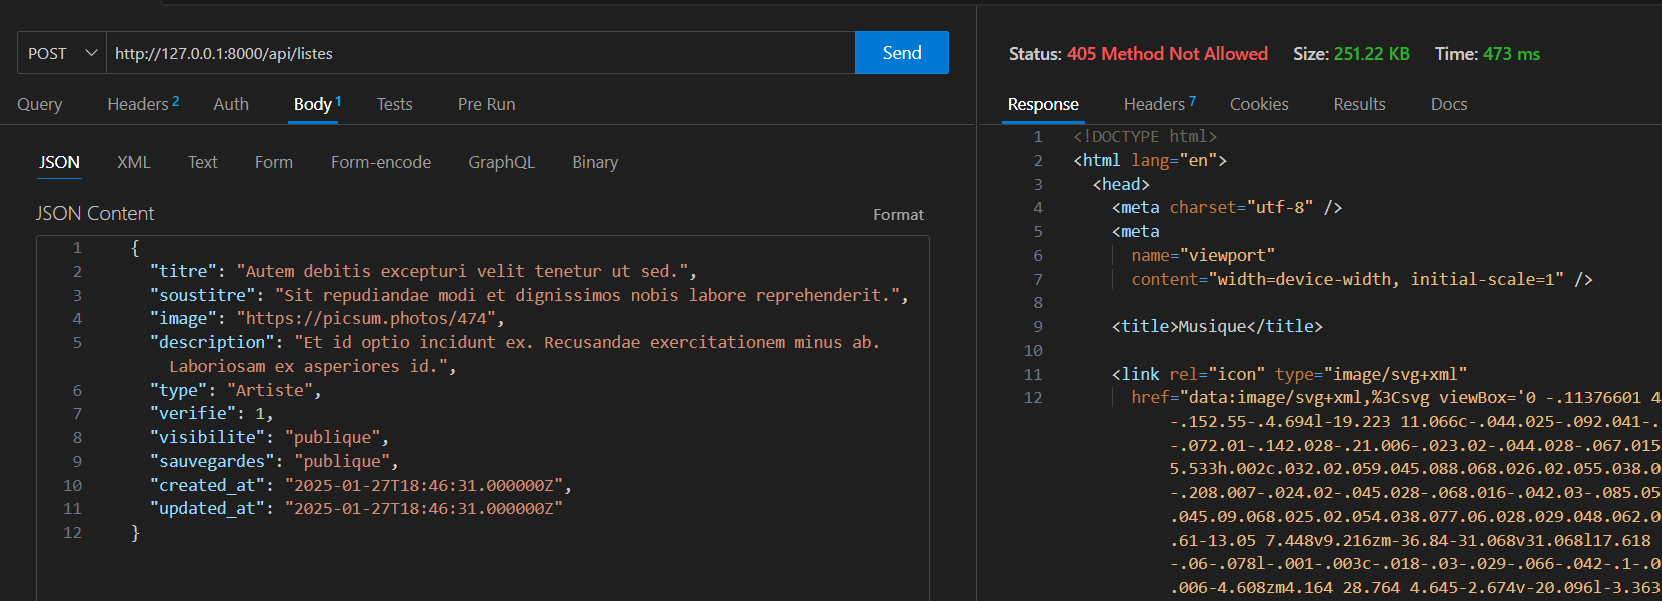 POST http://127.0.0.1:8000/api/listes Send
Query Headers 2 Auth Body 1 Tests Pre Run
JSON XML Text Form Form-encode GraphQL Binary
JSON Content Format
1 {
2 "titre": "Autem debitis excepturi velit tenetur ut sed.",
3 "soustitre": "Sit repudiandae modi et dignissimos nobis labore reprehenderit.",
4 "image": "https://picsum.photos/474",
5 "description": "Et id optio incidunt ex. Recusandae exercitationem minus ab.
Laboriosam ex asperiores id.",
6 "type": "Artiste",
7 "verifie": 1,
8 "visibilite": "publique",
9 "sauvegardes": "publique",
10 "created_at": "2025-01-27T18:46:31.000000Z",
11 "updated_at": "2025-01-27T18:46:31.000000Z"
12 }
Status: 405 Method Not Allowed Size: 251.22 KB Time: 473 ms
Response Headers 7 Cookies Results Docs
1 <!DOCTYPE html>
2 <html lang="en">
3 <head>
4 <meta charset="utf-8" />
5 <meta
6 name="viewport"
7 content="width=device-width, initial-scale=1" />
8
9 <title>Musique</title>
10
11 <link rel="icon" type="image/svg+xml"
12 href="data:image/svg+xml,%3Csvg viewBox='0 -.11376601 4
-.152.55-.4.694l-19.223 11.066c-.044.025-.092.041-.
-.072.01-.142.028-.21.006-.023.02-.044.028-.067.015
5.533h.002c.032.02.059.045.088.068.026.02.055.038.0
-.208.007-.024.02-.045.028-.068.016-.042.03-.085.05
.045.09.068.025.02.054.038.077.06.028.029.048.062.0
.61-13.05 7.448v9.216zm-36.84-31.068v31.068l17.618
-.06-.078l-.001-.003c-.018-.03-.029-.066-.042-.1-.0
.006-4.608zm4.164 28.764 4.645-2.674v-20.096l-3.363